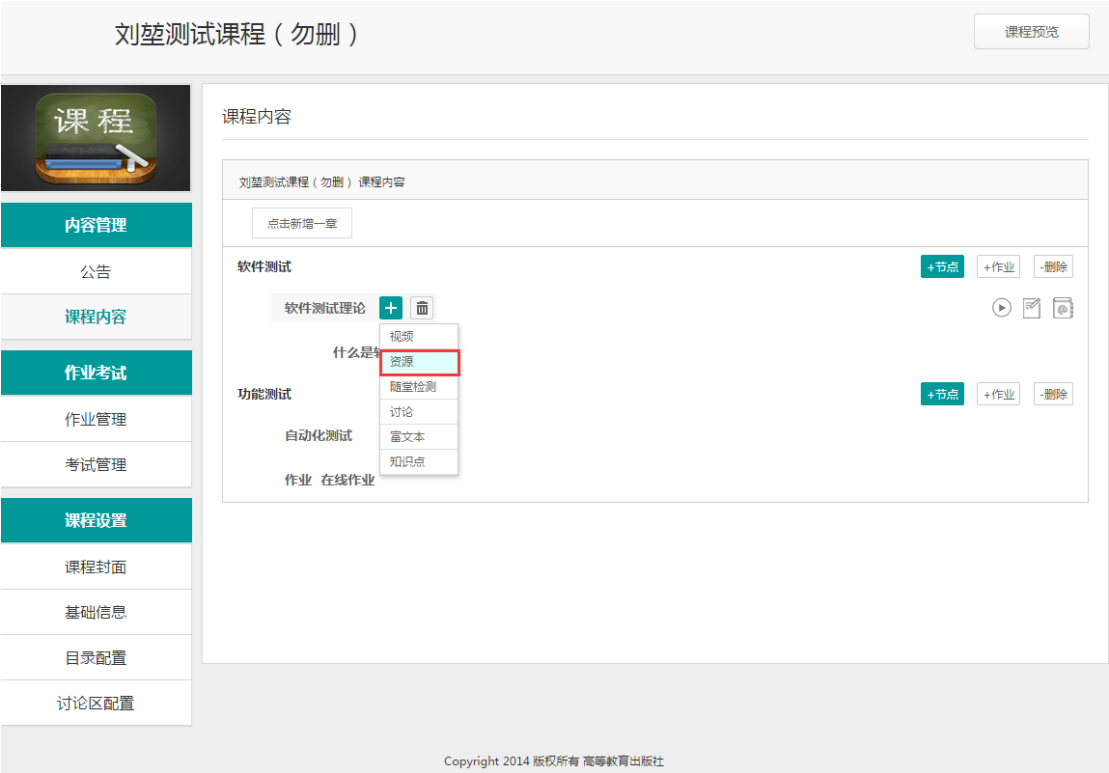 刘堃测试课程（勿删）
课程预览
课程
内容管理
公告
课程内容
作业考试
作业管理
考试管理
课程设置
课程封面
基础信息
目录配置
讨论区配置
课程内容
刘堃测试课程（勿删） 课程内容
点击新增一章
软件测试
+节点 +作业 -删除
软件测试理论
视频
资源
随堂检测
讨论
富文本
知识点
什么是
功能测试
+节点 +作业 -删除
自动化测试
作业 在线作业
Copyright 2014 版权所有 高等教育出版社